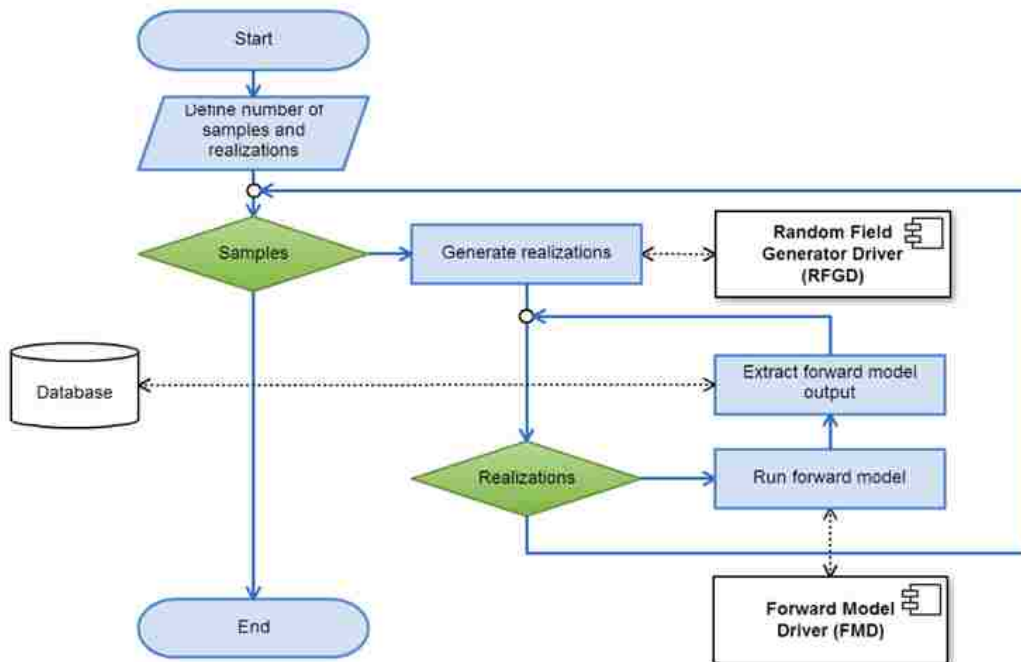 Start
Define number of
samples and
realizations
Samples
Generate realizations
Random Field
Generator Driver
(RFGD)
Database
Extract forward model
output
Realizations
Run forward model
Forward Model
Driver (FMD)
End